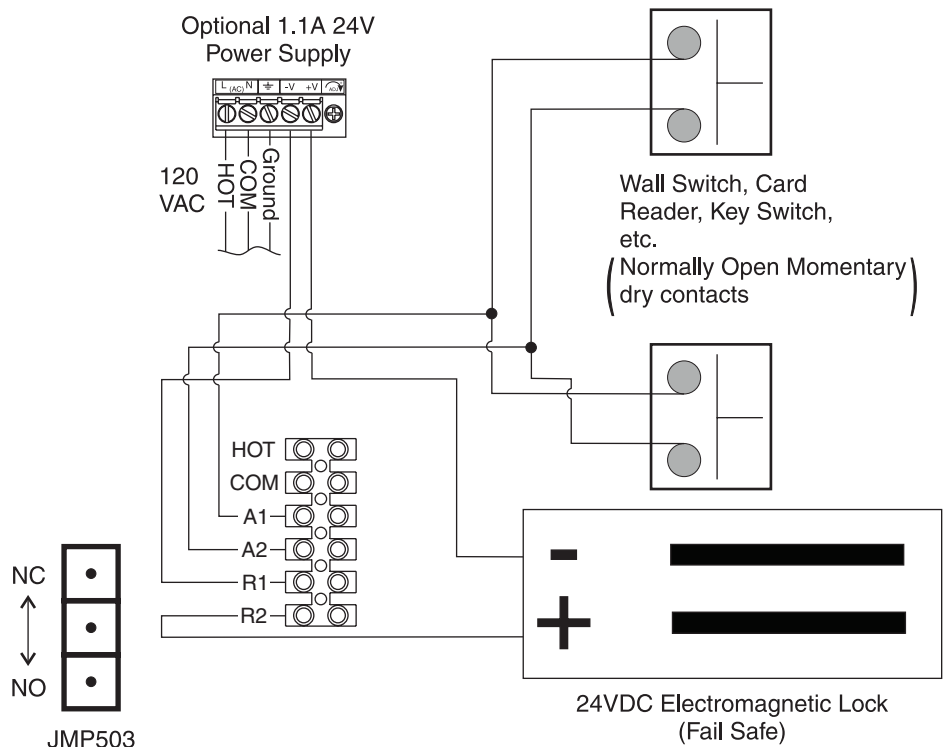 Optional 1.1A 24V
Power Supply
L (AC) N -V +V ADJ
120
VAC
HOT
COM
Ground
Wall Switch, Card
Reader, Key Switch,
etc.
(Normally Open Momentary
dry contacts)
HOT
COM
A1
A2
R1
R2
NC
NO
JMP503
- 
+
24VDC Electromagnetic Lock
(Fail Safe)